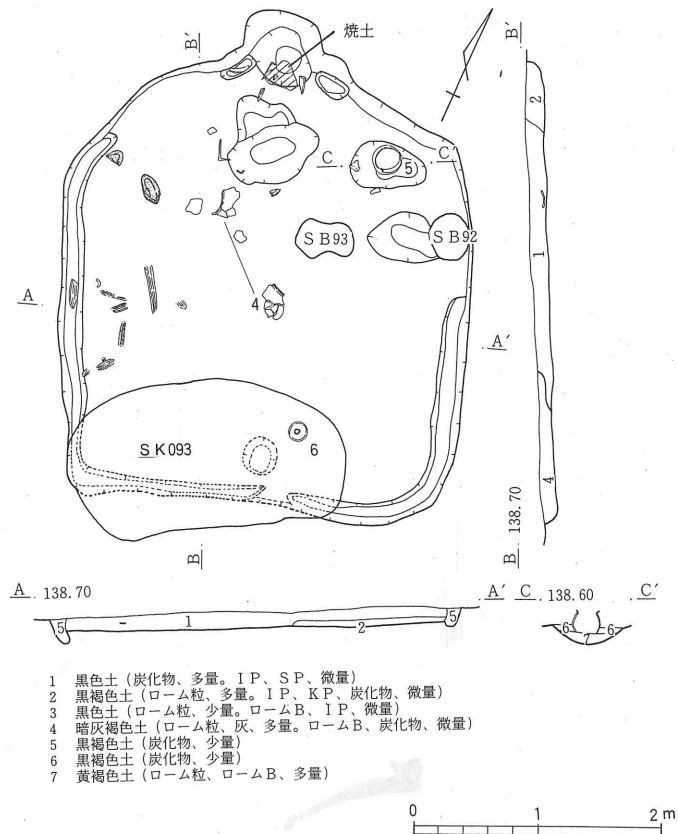 B′
焼土
B′
2
C
5
C′
SB93
SB92
1
4
A
A′
SK093
6
4
B
B 138.70
A 138.70
A′
C 138.60
C′
5
1
2
5
6
7
6
1 黒色土（炭化物、多量。IP、SP、微量）
2 黒褐色土（ローム粒、多量。IP、KP、炭化物、微量）
3 黒色土（ローム粒、少量。ロームB、IP、微量）
4 暗灰褐色土（ローム粒、灰、多量。ロームB、炭化物、微量）
5 黒褐色土（炭化物、少量）
6 黒褐色土（炭化物、少量）
7 黄褐色土（ローム粒、ロームB、多量）
0 1 2m